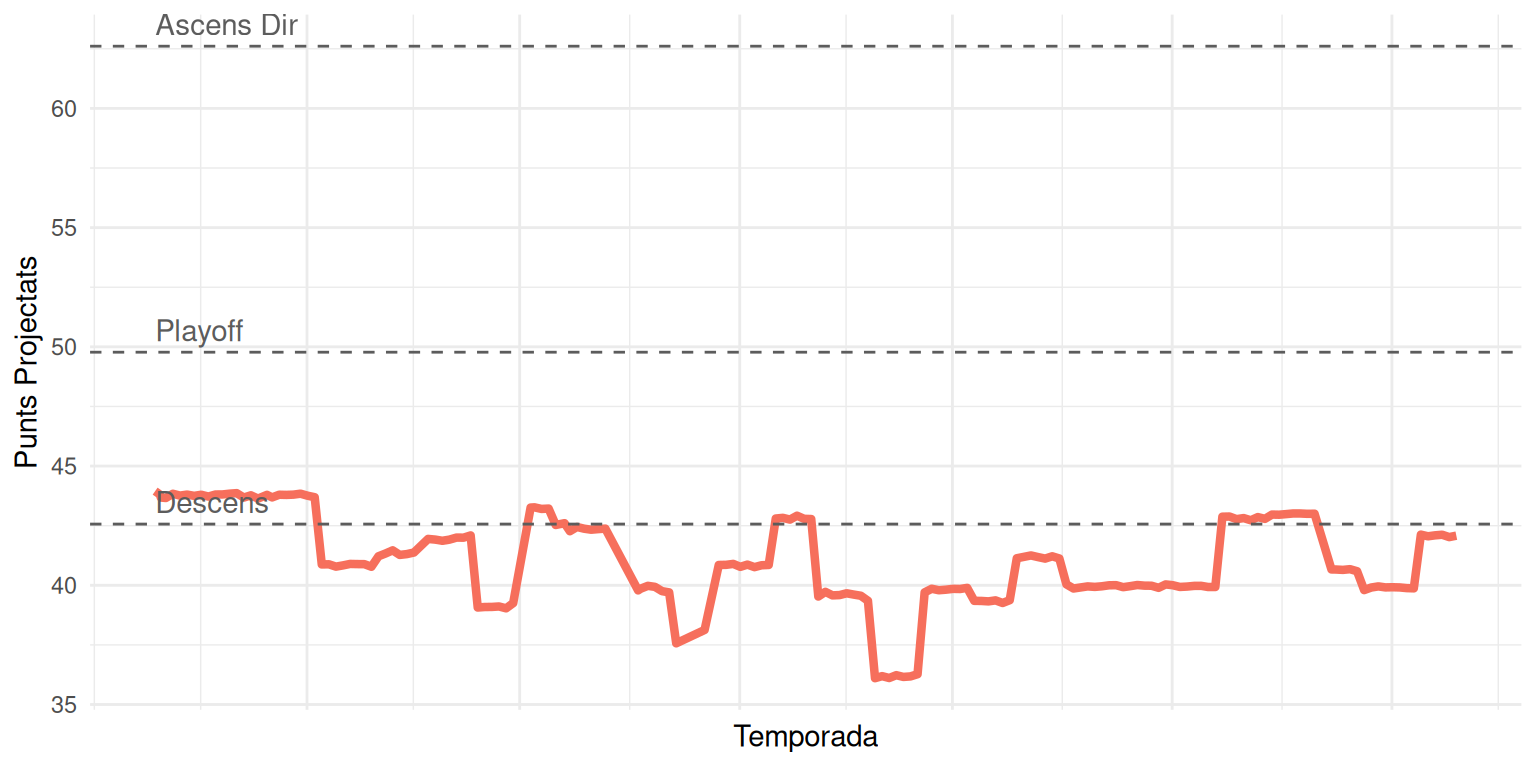 Ascens Dir
60
55
Playoff
50
45
Descens
40
35
Punts Projectats
Temporada